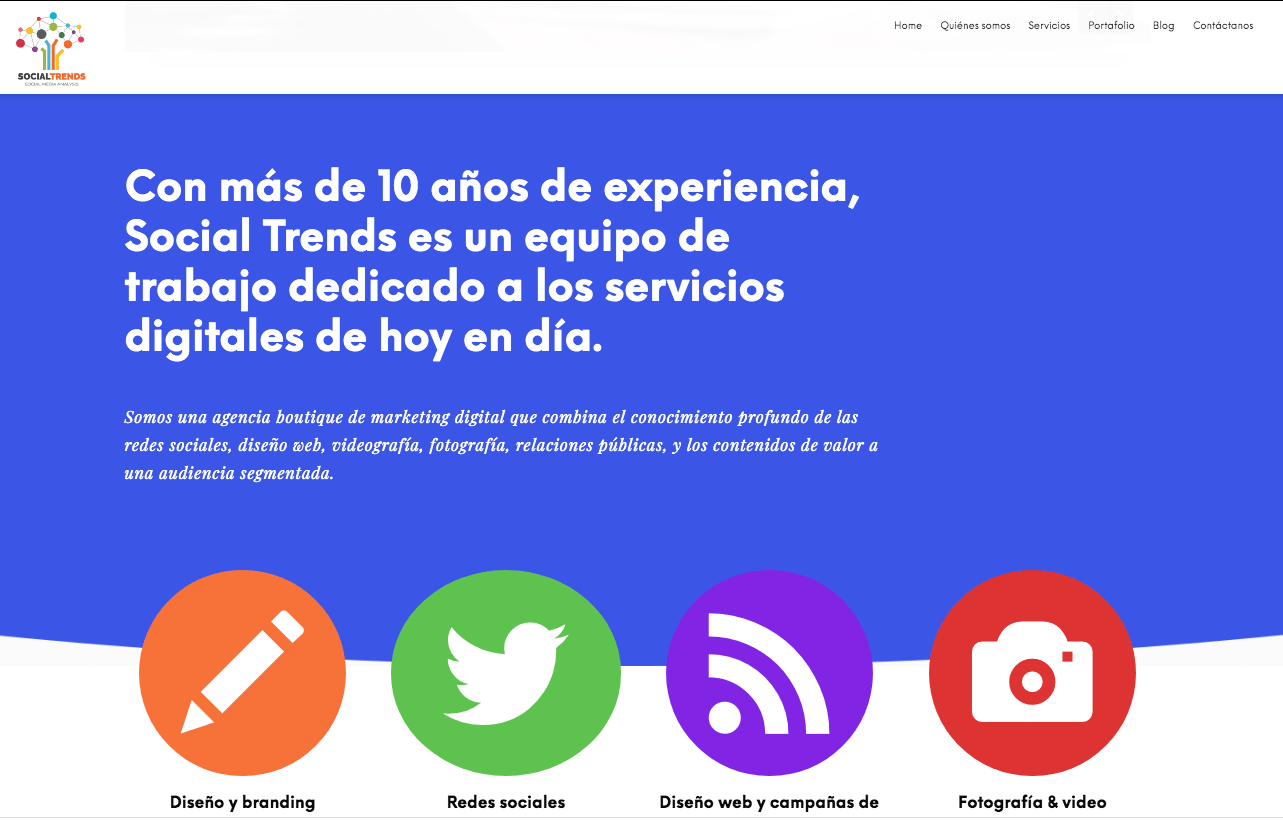 SOCIALTRENDS
SOCIAL MEDIA ANALYSIS
Home Quiénes somos Servicios Portafolio Blog Contáctanos
Con más de 10 años de experiencia,
Social Trends es un equipo de
trabajo dedicado a los servicios
digitales de hoy en día.
Somos una agencia boutique de marketing digital que combina el conocimiento profundo de las
redes sociales, diseño web, videografía, fotografía, relaciones públicas, y los contenidos de valor a
una audiencia segmentada.
Diseño y branding
Redes sociales
Diseño web y campañas de
Fotografía & video